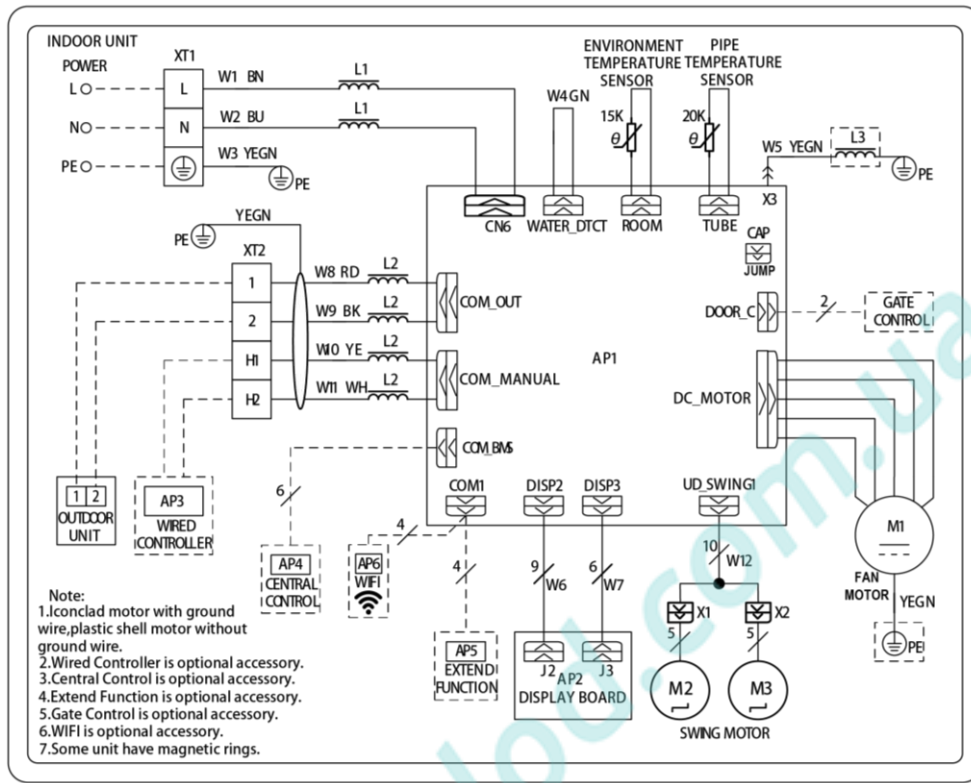 INDOOR UNIT
POWER
XT1
L
L
W1 BN
L1
N
N
W2 BU
L1
PE
W3 YEGN
PE
ENVIRONMENT
TEMPERATURE
SENSOR
PIPE
TEMPERATURE
SENSOR
W4GN
15K
θ
20K
θ
W5 YEGN
L3
PE
X3
CN6
WATER_DTCT
ROOM
TUBE
CAP
JUMP
YEGN
PE
XT2
1
W8 RD
L2
COM_OUT
2
W9 BK
L2
H1
W10 YE
L2
COM_MANUAL
H2
W11 WH
L2
AP1
DOOR_C
2
GATE
CONTROL
DC_MOTOR
COM_BMS
COM1
DISP2
DISP3
UD_SWING1
1 2
OUTDOOR
UNIT
AP3
WIRED
CONTROLLER
6
AP4
CENTRAL
CONTROL
4
AP6
WIFI
4
AP5
EXTEND
FUNCTION
9
W6
6
W7
J2
J3
AP2
DISPLAY BOARD
10
W12
X1
X2
5
5
M2
M3
SWING MOTOR
M1
FAN
MOTOR
YEGN
PE
Note:
1.Iconclad motor with ground
wire,plastic shell motor without
ground wire.
2.Wired Controller is optional accessory.
3.Central Control is optional accessory.
4.Extend Function is optional accessory.
5.Gate Control is optional accessory.
6.WIFI is optional accessory.
7.Some unit have magnetic rings.
lod.com.ua